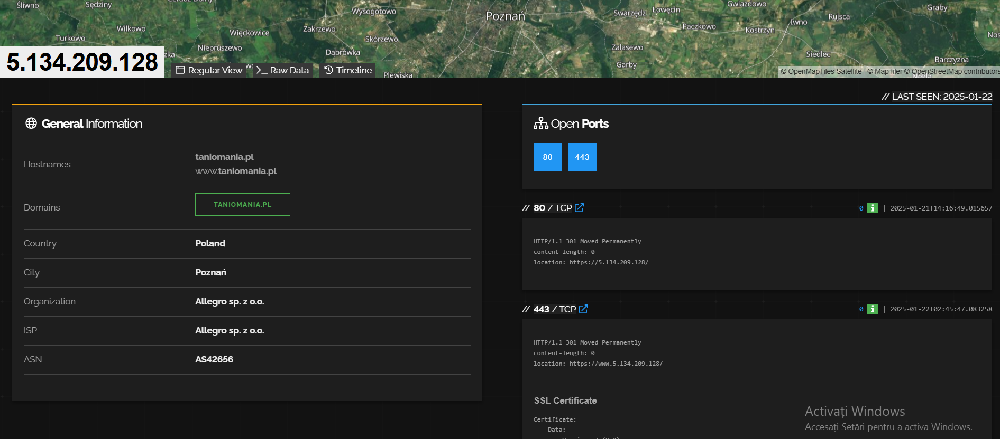 Śliwno
Sędziny
Wysogotowo
Poznań
Swarzędz
Łowęcin
Gwiazdowo
Graby
Wilkowo
Więckowice
Zakrzewo
Skórzewo
Paczkowo
Kostrzyn
Iwno
Rujsca
Turkowo
Niepruszewo
Dąbrówka
Zalasewo
Siedlec
Barczyzna
Garby
Plewiska
Nekla
5.134.209.128
Regular View
Raw Data
Timeline
© OpenMapTiles Satellite © MapTiler © OpenStreetMap contributors
// LAST SEEN: 2025-01-22
General Information
Hostnames
taniomania.pl
www.taniomania.pl
Domains
TANIOMANIA.PL
Country
Poland
City
Poznań
Organization
Allegro sp. z o.o.
ISP
Allegro sp. z o.o.
ASN
AS42656
Open Ports
80
443
// 80 / TCP
0 | 2025-01-21T14:16:49.015657
HTTP/1.1 301 Moved Permanently
content-length: 0
location: https://5.134.209.128/
// 443 / TCP
0 | 2025-01-22T02:45:47.083258
HTTP/1.1 301 Moved Permanently
content-length: 0
location: https://www.5.134.209.128/
SSL Certificate
Certificate:
Data:
Activați Windows
Accesați Setări pentru a activa Windows.